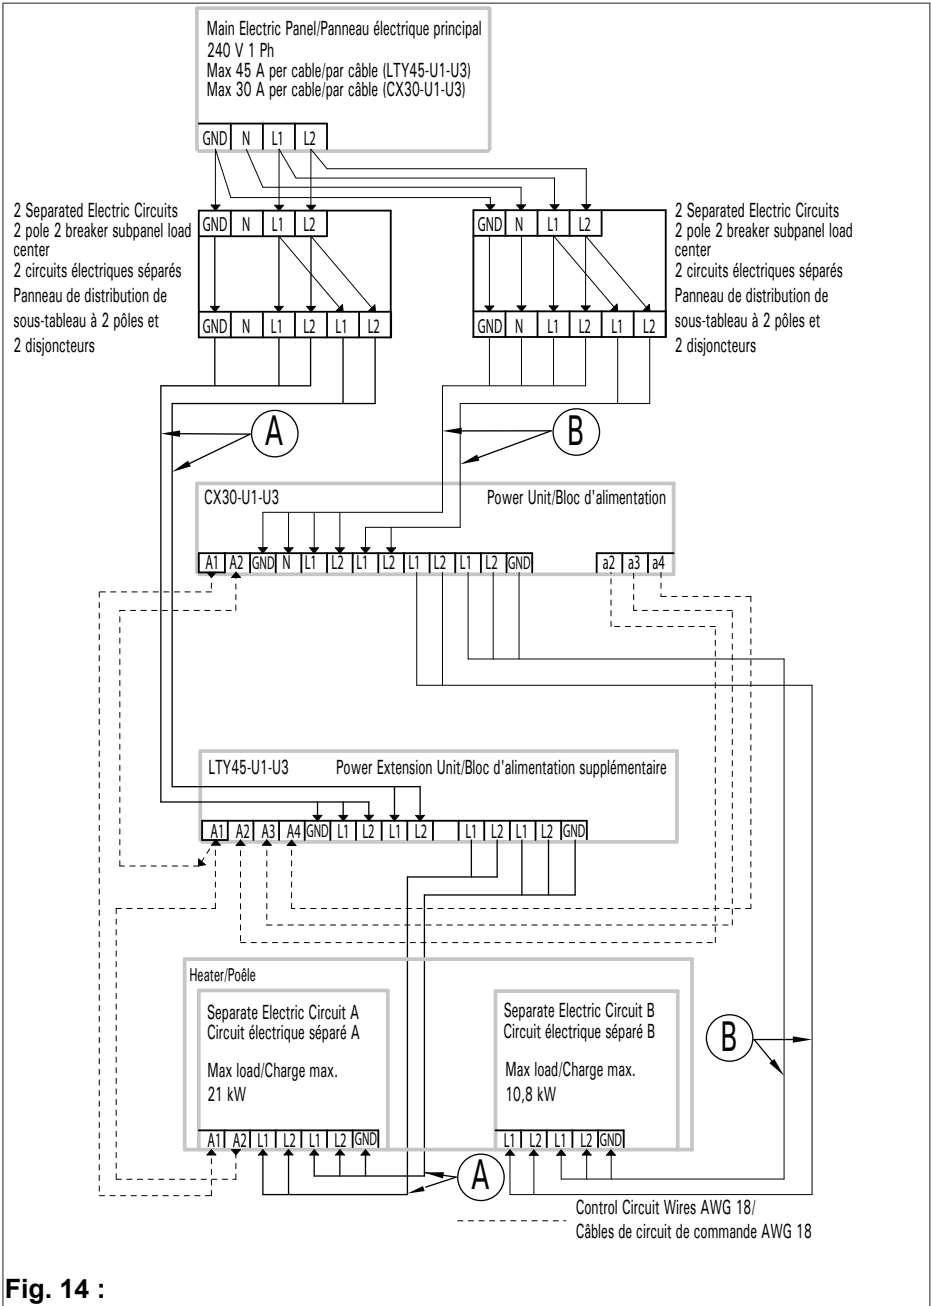 Main Electric Panel/Panneau électrique principal
240 V 1 Ph
Max 45 A per cable/par câble (LTY45-U1-U3)
Max 30 A per cable/par câble (CX30-U1-U3)
GND N L1 L2
2 Separated Electric Circuits
2 pole 2 breaker subpanel load
center
2 circuits électriques séparés
Panneau de distribution de
sous-tableau à 2 pôles et
2 disjoncteurs
GND N L1 L2
GND N L1 L2 L1 L2
GND N L1 L2
GND N L1 L2 L1 L2
2 Separated Electric Circuits
2 pole 2 breaker subpanel load
center
2 circuits électriques séparés
Panneau de distribution de
sous-tableau à 2 pôles et
2 disjoncteurs
A
B
CX30-U1-U3
Power Unit/Bloc d'alimentation
A1 A2 GND N L1 L2 L1 L2 L1 L2 L1 L2 GND
a2 a3 a4
LTY45-U1-U3
Power Extension Unit/Bloc d'alimentation supplémentaire
A1 A2 A3 A4 GND L1 L2 L1 L2 L1 L2 L1 L2 GND
Heater/Poêle
Separate Electric Circuit A
Circuit électrique séparé A
Max load/Charge max.
21 kW
A1 A2 L1 L2 L1 L2 GND
Separate Electric Circuit B
Circuit électrique séparé B
Max load/Charge max.
10,8 kW
L1 L2 L1 L2 GND
B
A
Control Circuit Wires AWG 18/
Câbles de circuit de commande AWG 18
Fig. 14 :